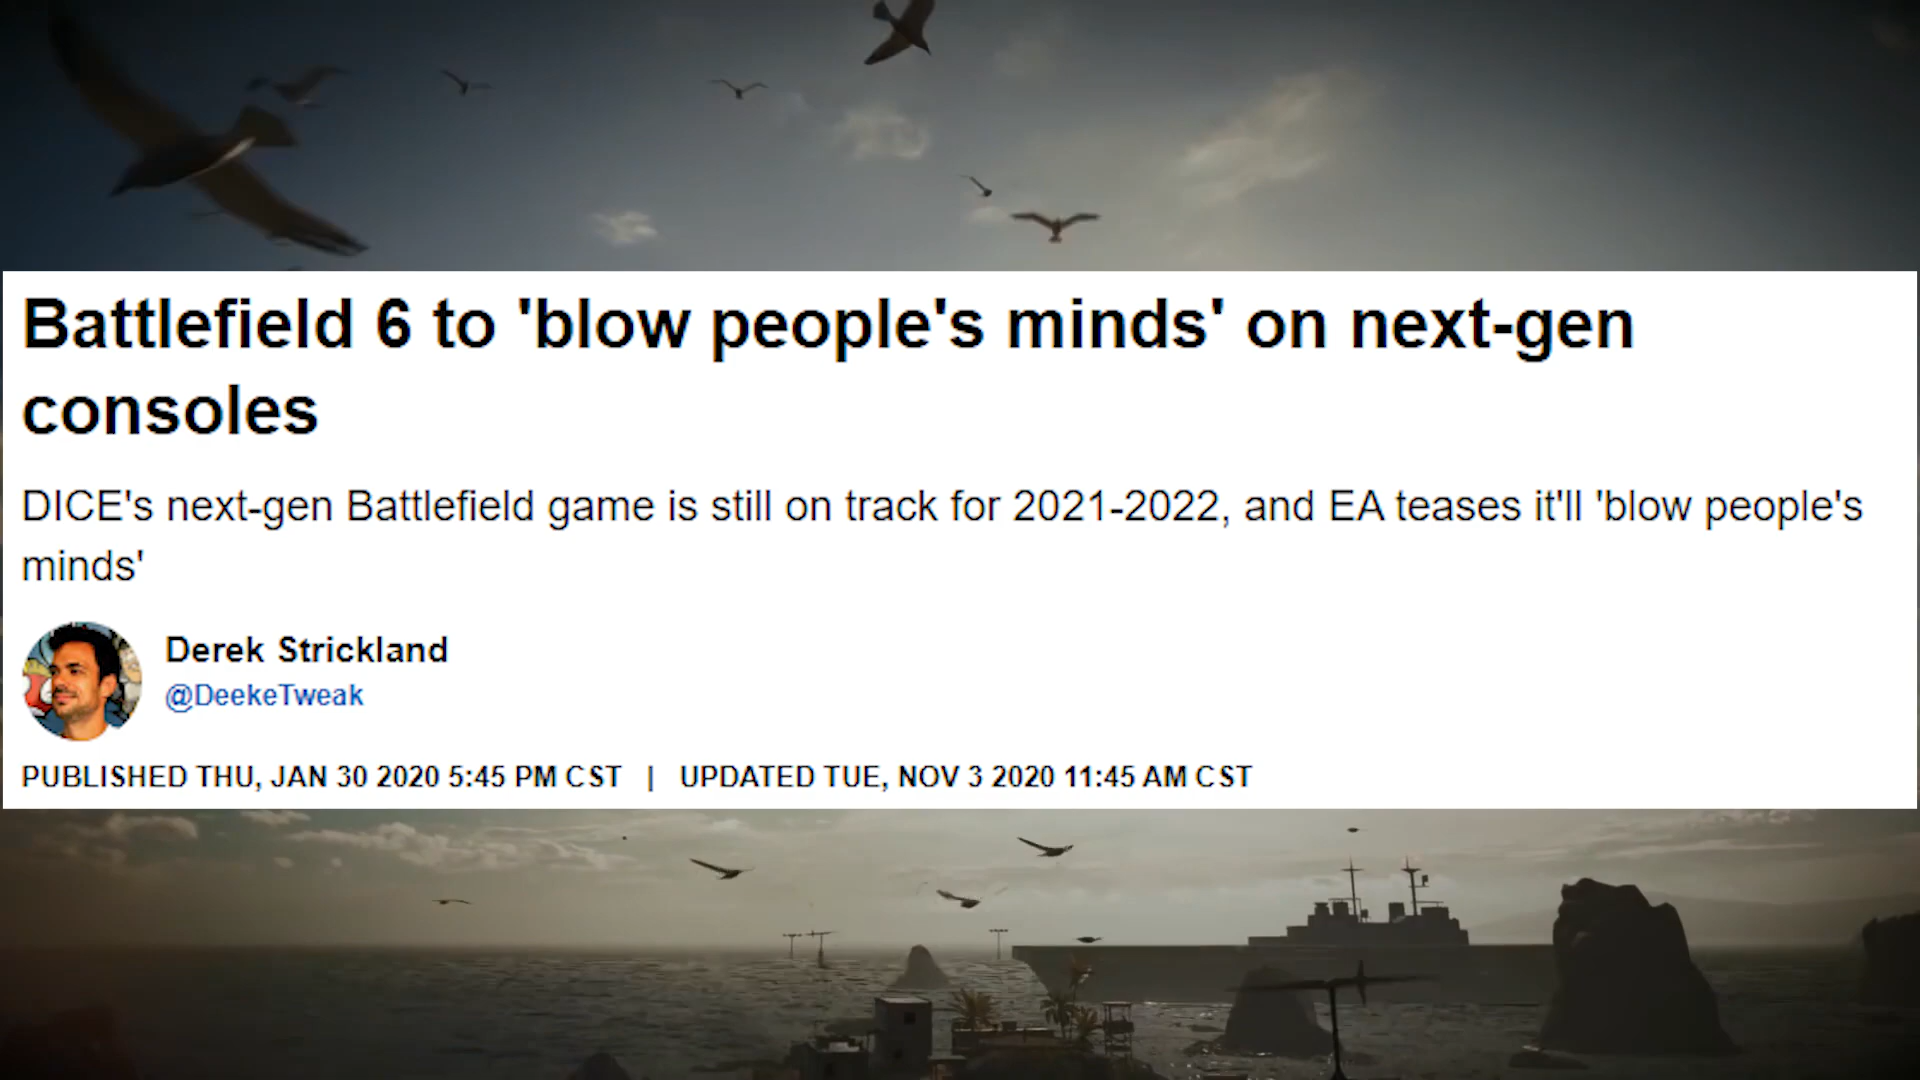 Battlefield 6 to 'blow people's minds' on next-gen
consoles
DICE's next-gen Battlefield game is still on track for 2021-2022, and EA teases it'll 'blow people's
minds'
Derek Strickland
@DeekeTweak
PUBLISHED THU, JAN 30 2020 5:45 PM CST | UPDATED TUE, NOV 3 2020 11:45 AM CST